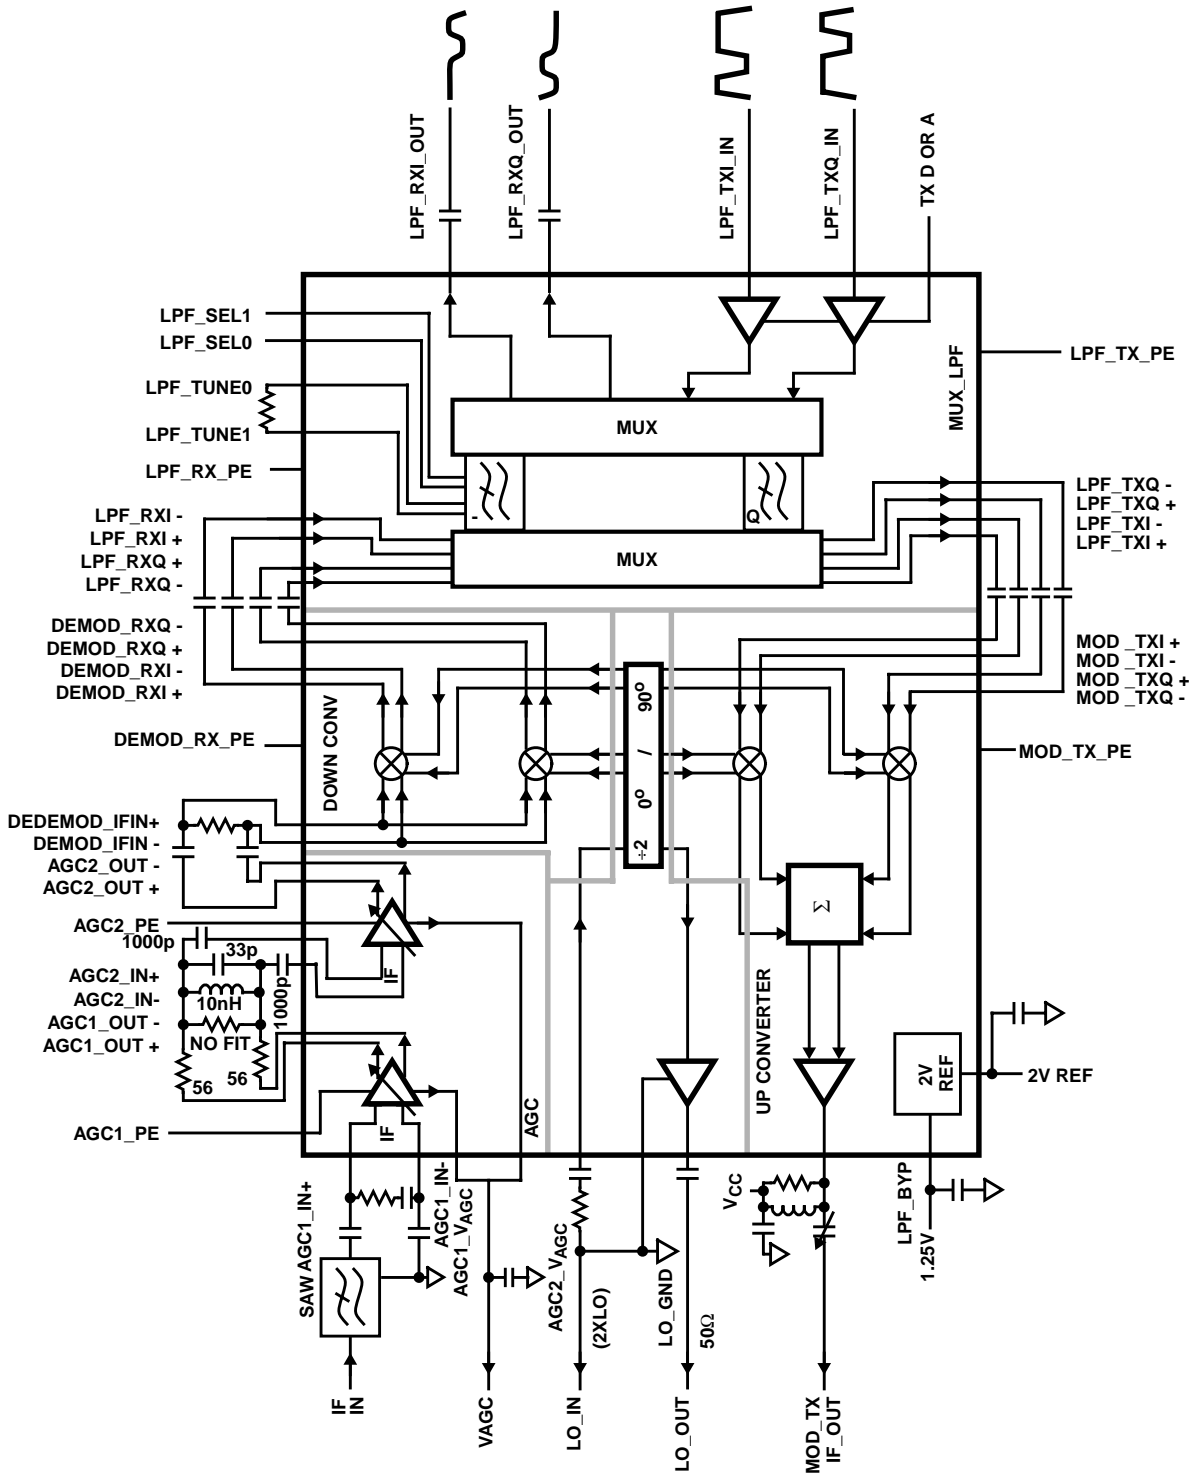 LPF_RXI_OUT
LPF_RXQ_OUT
LPF_TXI_IN
LPF_TXQ_IN
TX D OR A
LPF_SEL1
LPF_SEL0
LPF_TUNE0
LPF_TUNE1
LPF_RX_PE
LPF_RXI -
LPF_RXI +
LPF_RXQ +
LPF_RXQ -
DEMOD_RXQ -
DEMOD_RXQ +
DEMOD_RXI -
DEMOD_RXI +
DEMOD_RX_PE
DEDEMOD_IFIN+
DEMOD_IFIN -
AGC2_OUT -
AGC2_OUT +
AGC2_PE
1000p
33p
AGC2_IN+
AGC2_IN-
AGC1_OUT -
AGC1_OUT +
10nH
1000p
NO FIT
56
56
AGC1_PE
MUX
MUX
-
Q
MUX_LPF
DOWN CONV
÷2 0° / 90°
IF
IF
AGC
Σ
UP CONVERTER
2V
REF
LPF_TX_PE
LPF_TXQ -
LPF_TXQ +
LPF_TXI -
LPF_TXI +
MOD _TXI +
MOD _TXI -
MOD _TXQ +
MOD _TXQ -
MOD_TX_PE
2V REF
SAW AGC1_IN+
AGC1_IN-
AGC1_VAGC
AGC2_VAGC
(2XLO)
LO_GND
50Ω
VCC
LPF_BYP
1.25V
IF
IN
VAGC
LO_IN
LO_OUT
MOD_TX
IF_OUT